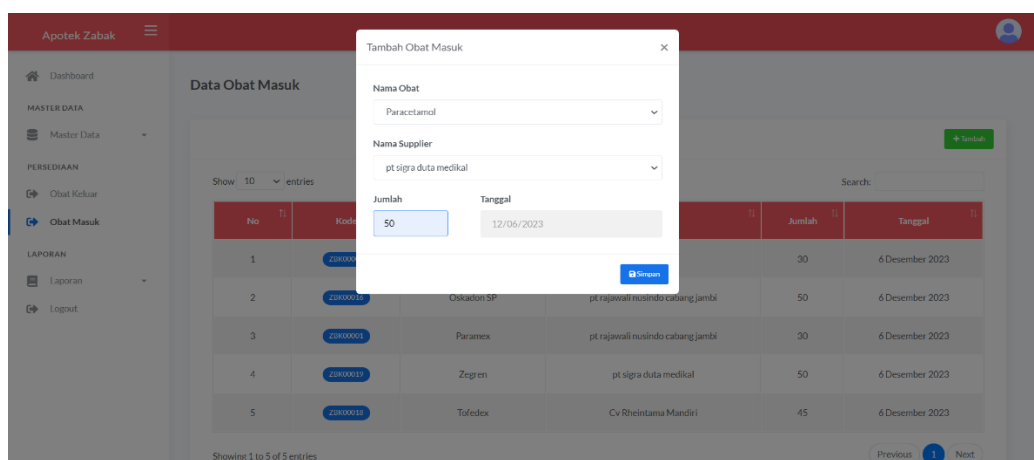 Apotek Zabak
Tambah Obat Masuk ×
Dashboard
Data Obat Masuk
Nama Obat
MASTER DATA
Paracetamol
Master Data
+ Tambah
Nama Supplier
PERSEDIAAN
pt sigra duta medikal
Show 10 entries
Search:
Obat Keluar
Jumlah Tanggal
Obat Masuk
50 12/06/2023
No Kode Jumlah Tanggal
LAPORAN
1 30 6 Desember 2023
Laporan
Simpan
2 ZBK00016 Oskadon SP pt rajawali nusindo cabang jambi 50 6 Desember 2023
Logout
3 ZBK00001 Paramex pt rajawali nusindo cabang jambi 30 6 Desember 2023
4 ZBK00019 Zegren pt sigra duta medikal 50 6 Desember 2023
5 ZBK00018 Tofedex Cv Rheintama Mandiri 45 6 Desember 2023
Showing 1 to 5 of 5 entries
Previous 1 Next